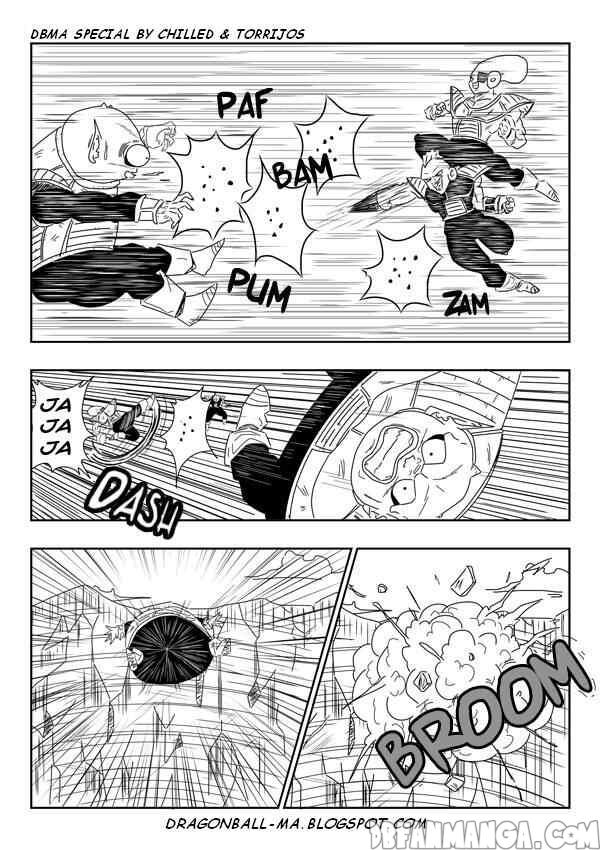 DBMA SPECIAL BY CHILLED & TORRIJOS
PAF
BAM
PUM
ZAM
JA
JA
JA
DASH
BROOM
DRAGONBALL-MA.BLOGSPOT.COM
DBFANMANGA.COM